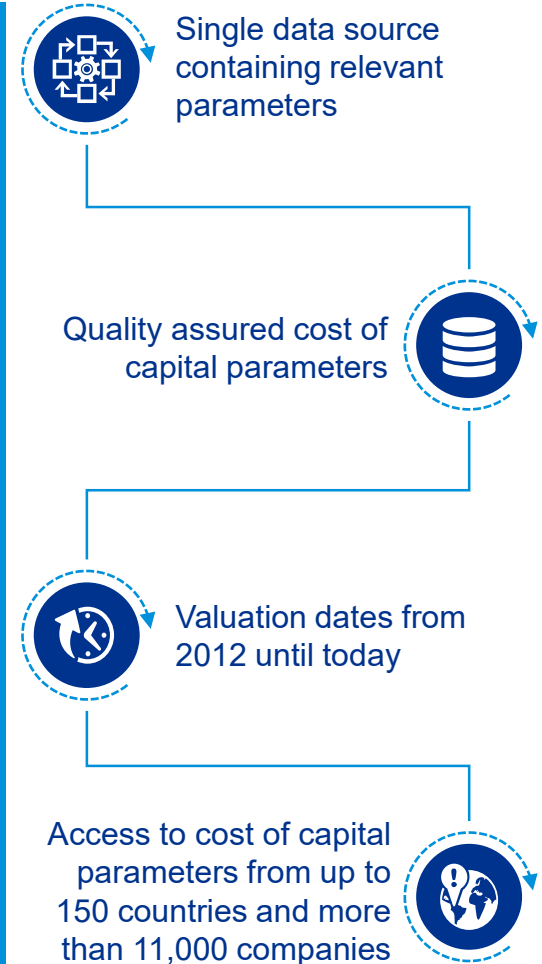 Single data source
containing relevant
parameters
Quality assured cost of
capital parameters
Valuation dates from
2012 until today
Access to cost of capital
parameters from up to
150 countries and more
than 11,000 companies